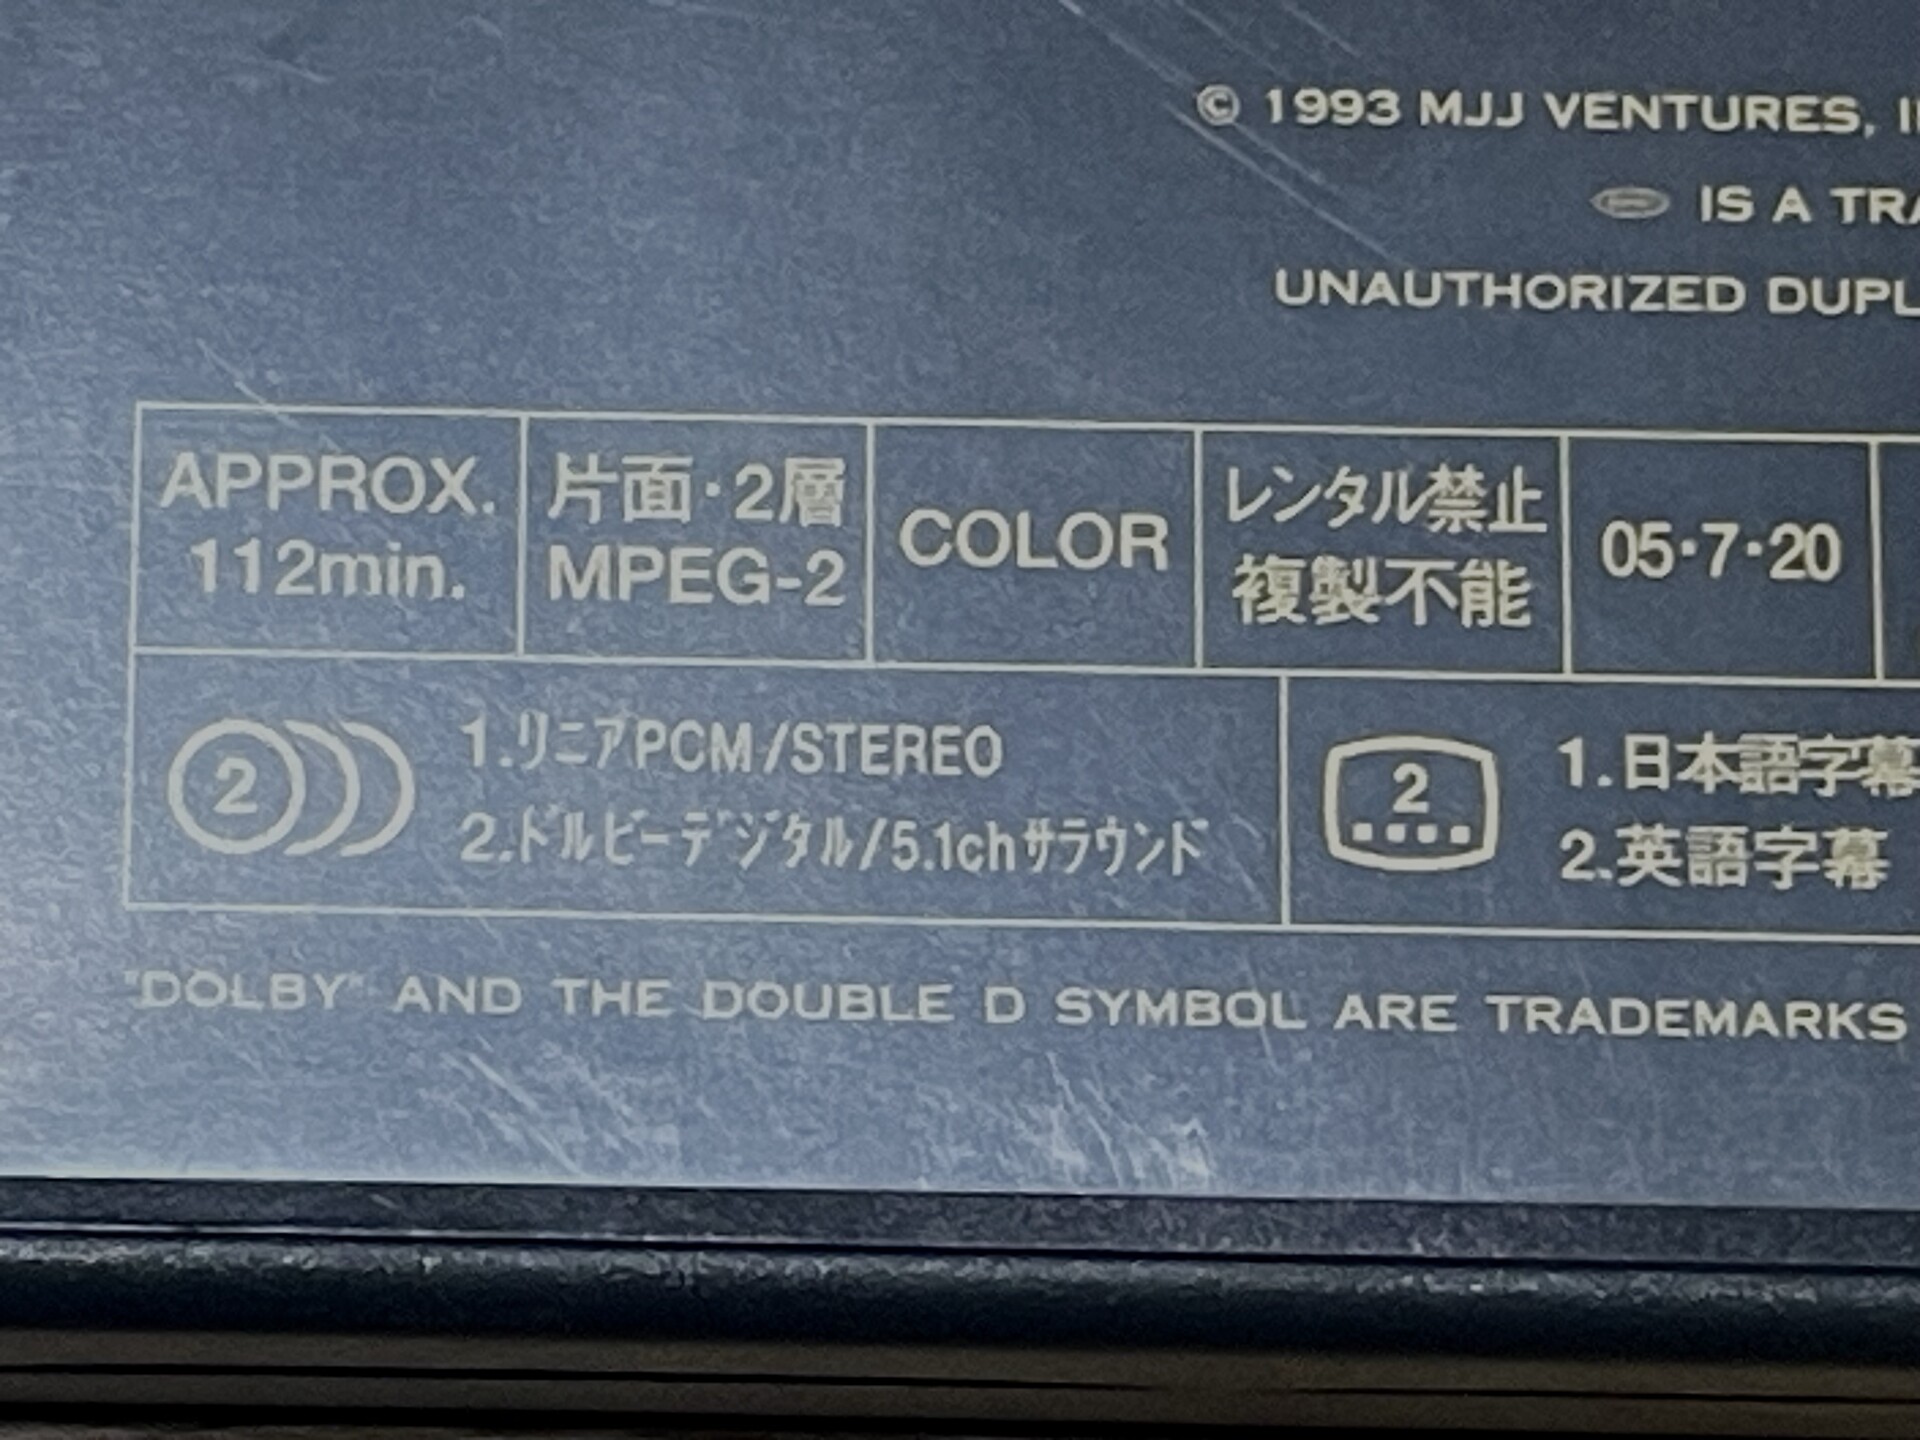 © 1993 MJJ VENTURES, I
IS A TRA
UNAUTHORIZED DUPL
APPROX.
112min.
片面・2層
MPEG-2
COLOR
レンタル禁止
複製不能
05・7・20
2
1.リニアPCM/STEREO
2.ドルビーデジタル/5.1chサラウンド
2
1.日本語字幕
2.英語字幕
"DOLBY" AND THE DOUBLE D SYMBOL ARE TRADEMARKS